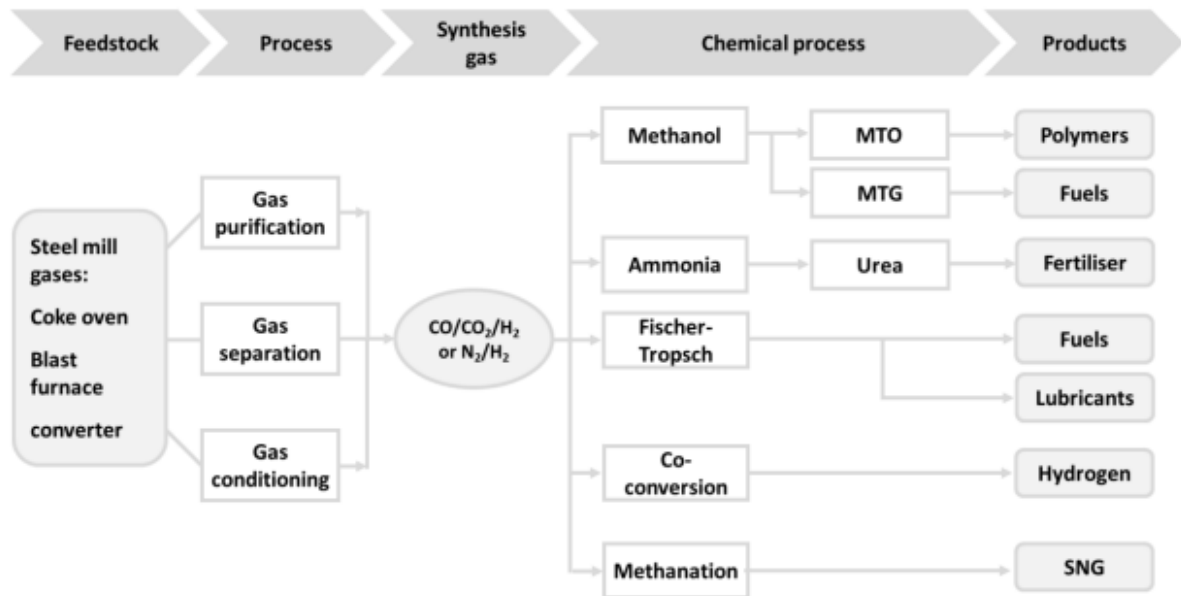 Feedstock
Process
Synthesis
gas
Chemical process
Products
Steel mill
gases:
Coke oven
Blast
furnace
converter
Gas
purification
Gas
separation
Gas
conditioning
CO/CO₂/H₂
or N₂/H₂
Methanol
MTO
Polymers
MTG
Fuels
Ammonia
Urea
Fertiliser
Fischer-
Tropsch
Fuels
Lubricants
Co-
conversion
Hydrogen
Methanation
SNG